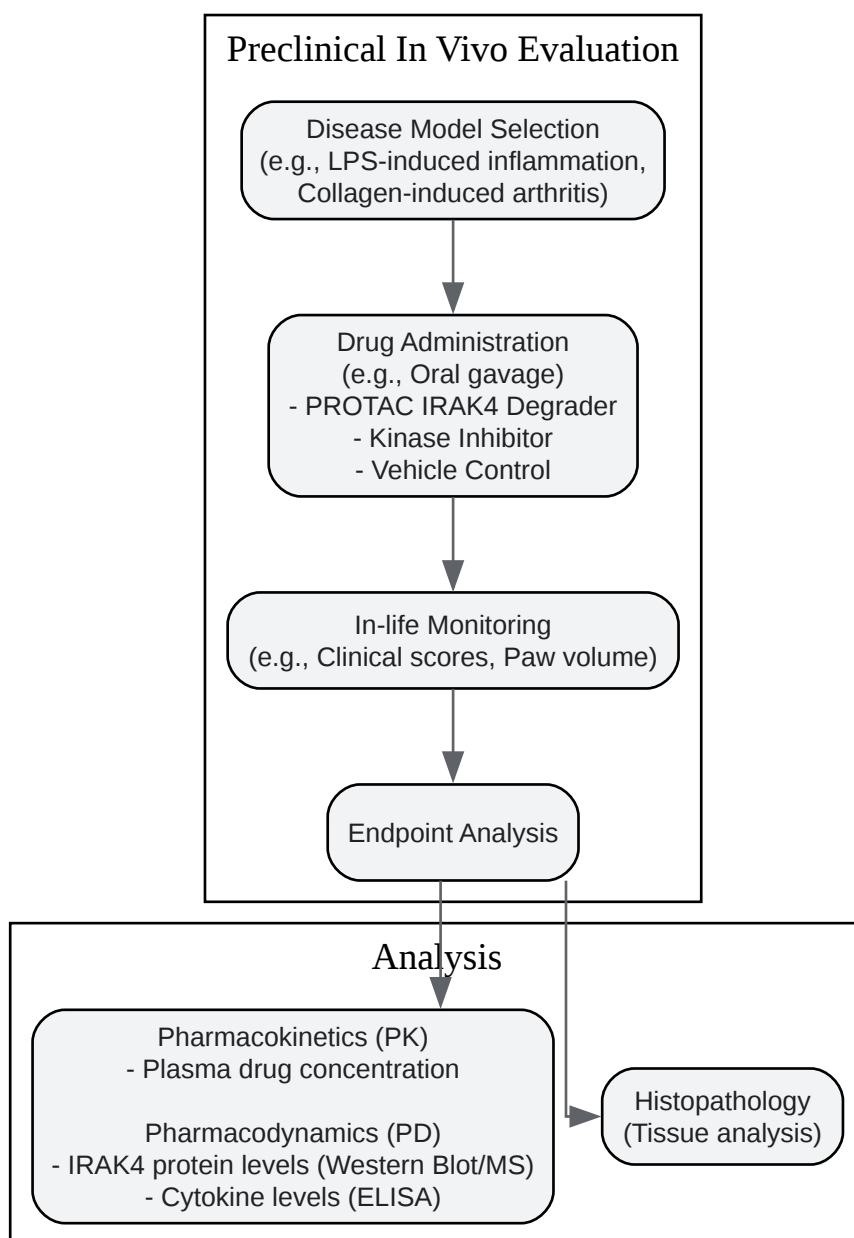 Preclinical In Vivo Evaluation
Disease Model Selection
(e.g., LPS-induced inflammation,
Collagen-induced arthritis)
Drug Administration
(e.g., Oral gavage)
- PROTAC IRAK4 Degrader
- Kinase Inhibitor
- Vehicle Control
In-life Monitoring
(e.g., Clinical scores, Paw volume)
Endpoint Analysis
Analysis
Pharmacokinetics (PK)
- Plasma drug concentration
Pharmacodynamics (PD)
- IRAK4 protein levels (Western Blot/MS)
- Cytokine levels (ELISA)
Histopathology
(Tissue analysis)